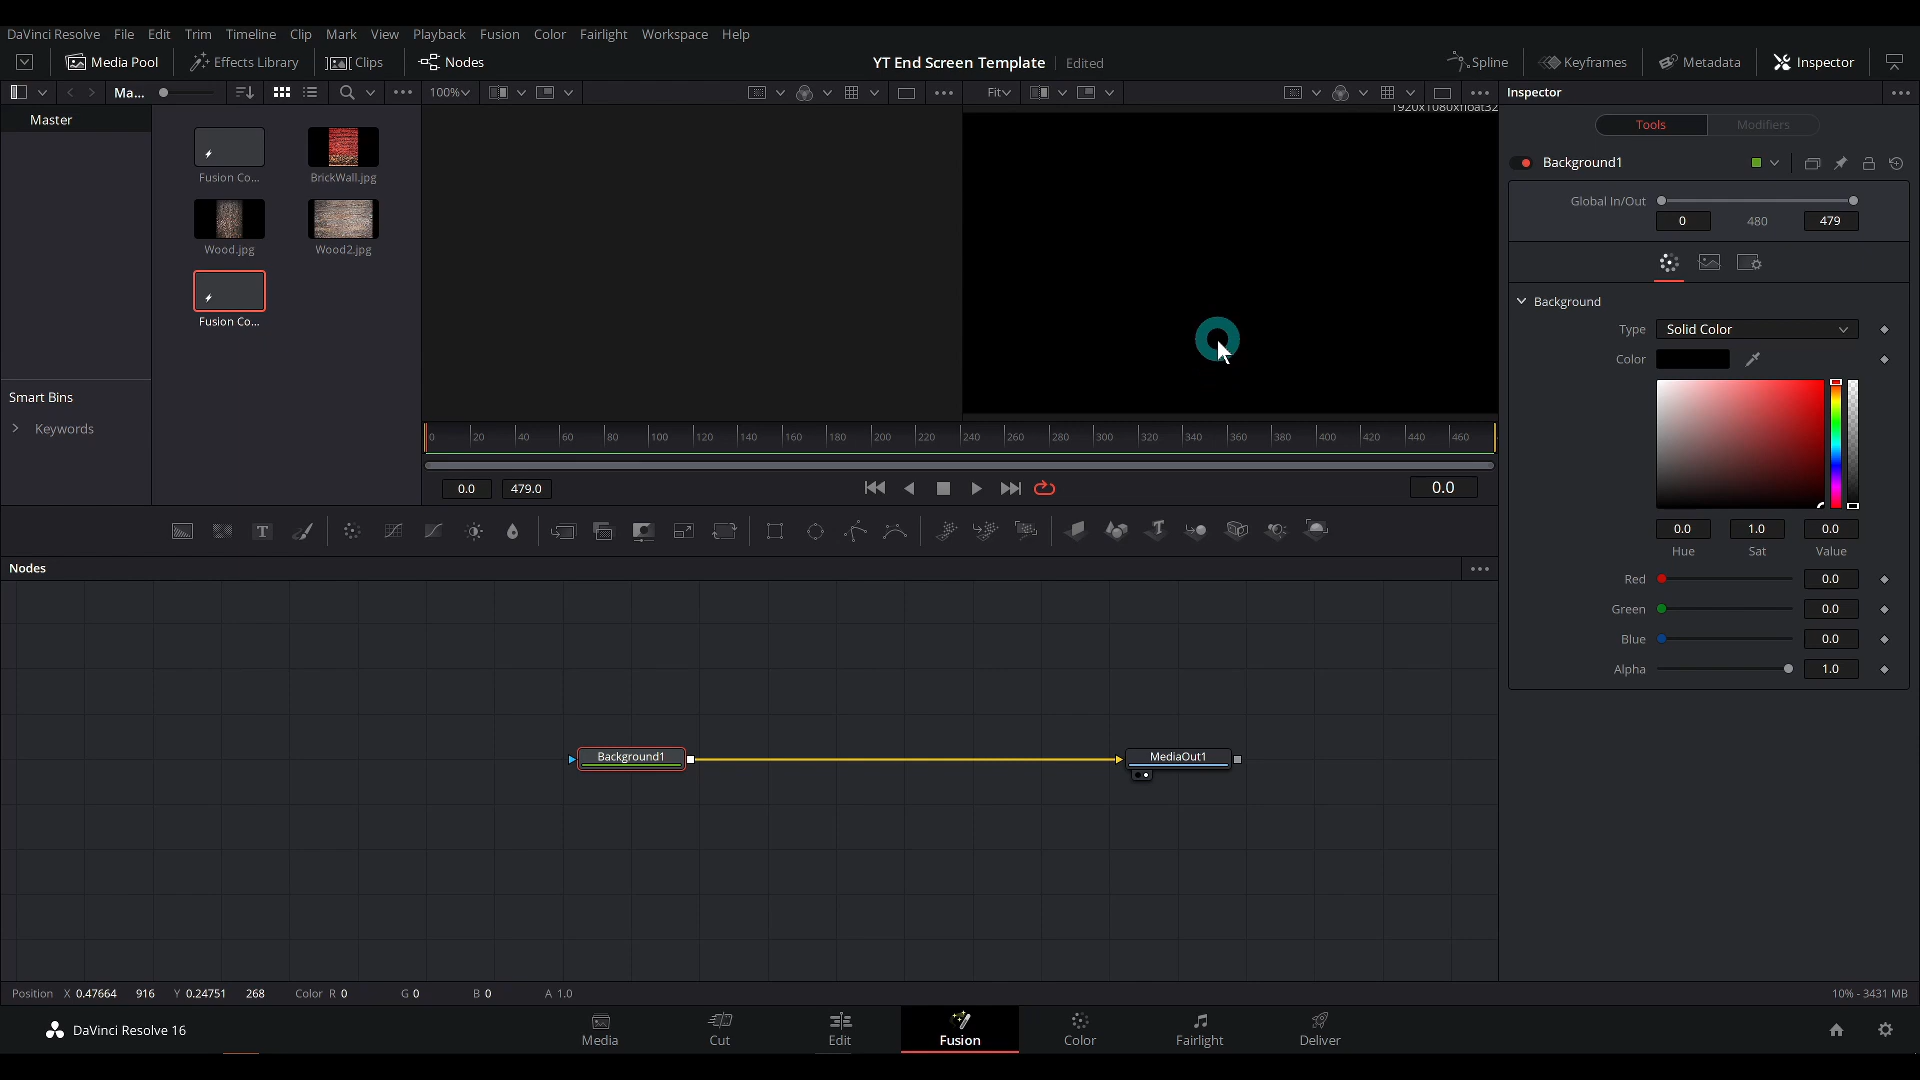 DaVinci Resolve File Edit Trim Timeline Clip Mark View Playback Fusion Color Fairlight Workspace Help
Media Pool Effects Library Clips Nodes YT End Screen Template Edited Spline Keyframes Metadata Inspector
Ma... 100% Fit Inspector
1920x1080xfloat32
Master
Tools Modifiers
Background1
Fusion Co... BrickWall.jpg
Wood.jpg Wood2.jpg
Fusion Co...
Global In/Out
0 480 479
Background
Type Solid Color
Color
Smart Bins
Keywords
0 20 40 60 80 100 120 140 160 180 200 220 240 260 280 300 320 340 360 380 400 420 440 460
0.0 479.0 0.0
0.0 1.0 0.0
Hue Sat Value
Red 0.0
Green 0.0
Blue 0.0
Alpha 1.0
Nodes
Background1 MediaOut1
Position X 0.47664 916 Y 0.24751 268 Color R 0 G 0 B 0 A 1.0 10% - 3431 MB
DaVinci Resolve 16 Media Cut Edit Fusion Color Fairlight Deliver